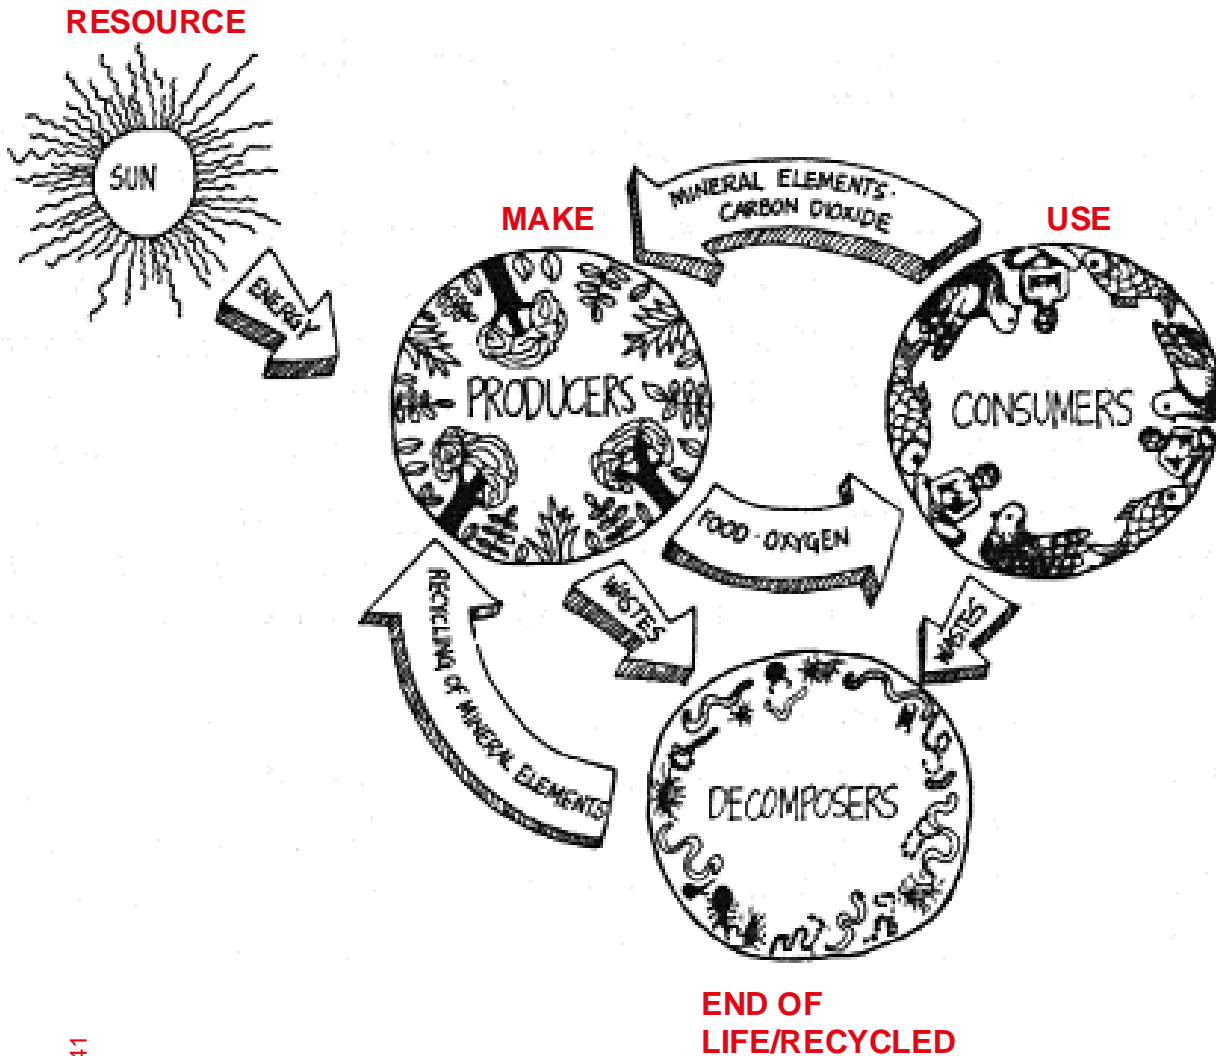 RESOURCE
SUN
ENERGY
MINERAL ELEMENTS·
CARBON DIOXIDE
MAKE
USE
PRODUCERS
CONSUMERS
FOOD - OXYGEN
WASTES
WASTES
RECYCLING OF MINERAL ELEMENTS
DECOMPOSERS
END OF
LIFE/RECYCLED
41